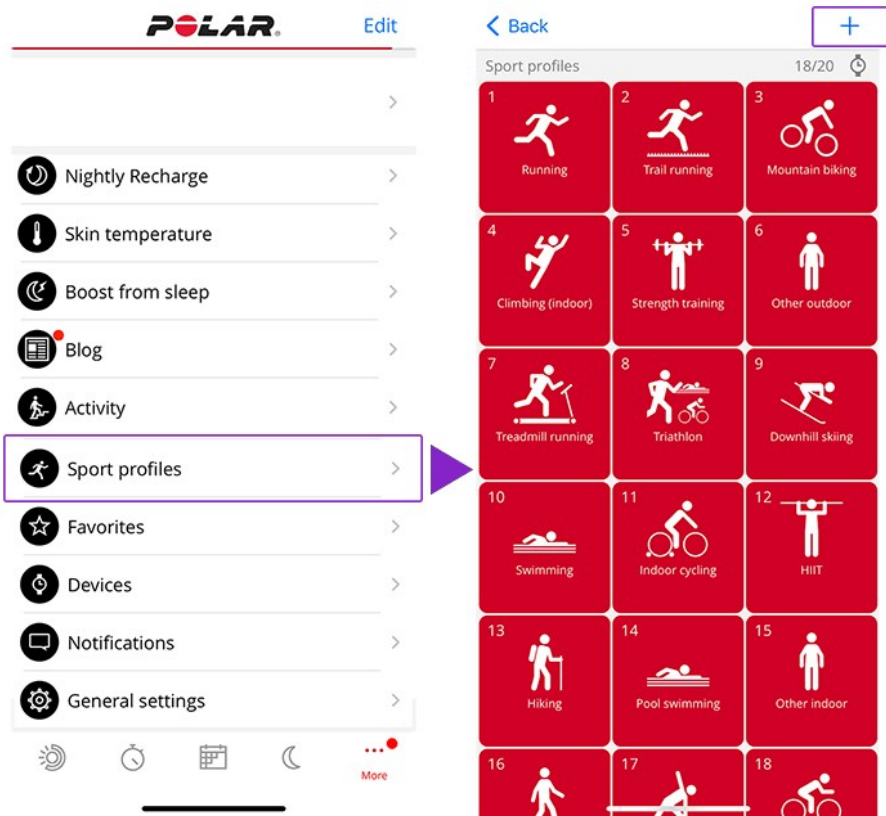 POLAR
Edit
Nightly Recharge
Skin temperature
Boost from sleep
Blog
Activity
Sport profiles
Favorites
Devices
Notifications
General settings
More
Back
+
Sport profiles 18/20
1 2 3
Running Trail running Mountain biking
4 5 6
Climbing (indoor) Strength training Other outdoor
7 8 9
Treadmill running Triathlon Downhill skiing
10 11 12
Swimming Indoor cycling HIIT
13 14 15
Hiking Pool swimming Other indoor
16 17 18